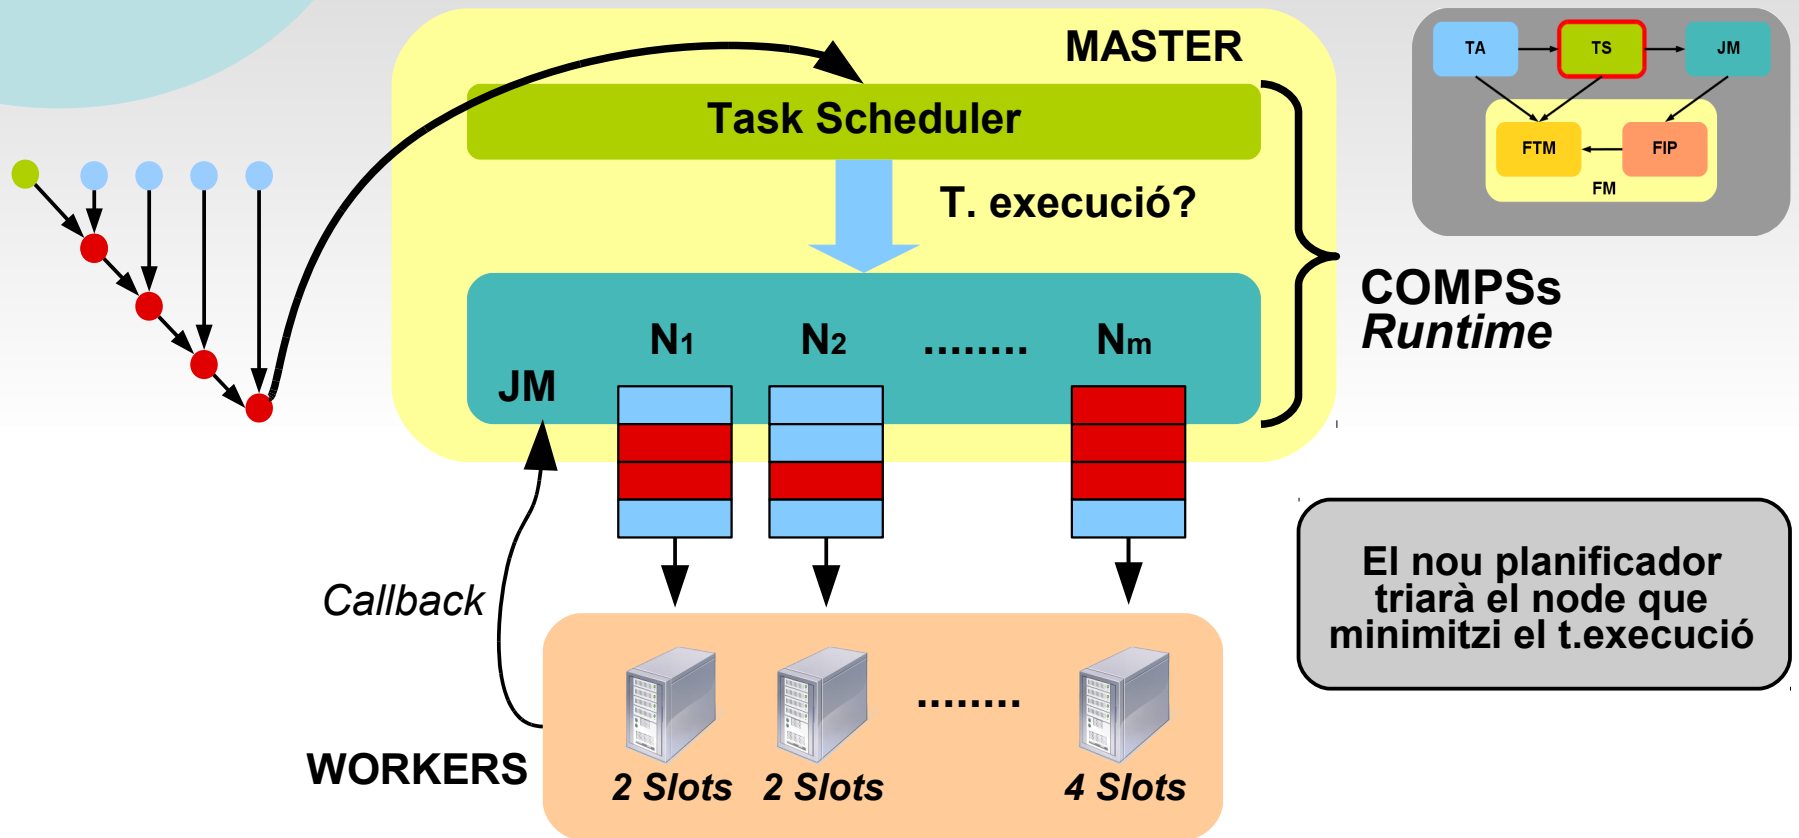 MASTER
Task Scheduler
T. execució?
N1
N2
........
Nm
JM
COMPSs
Runtime
Callback
WORKERS
........
2 Slots
2 Slots
4 Slots
TA
TS
JM
FTM
FIP
FM
El nou planificador
triarà el node que
minimitzi el t.execució